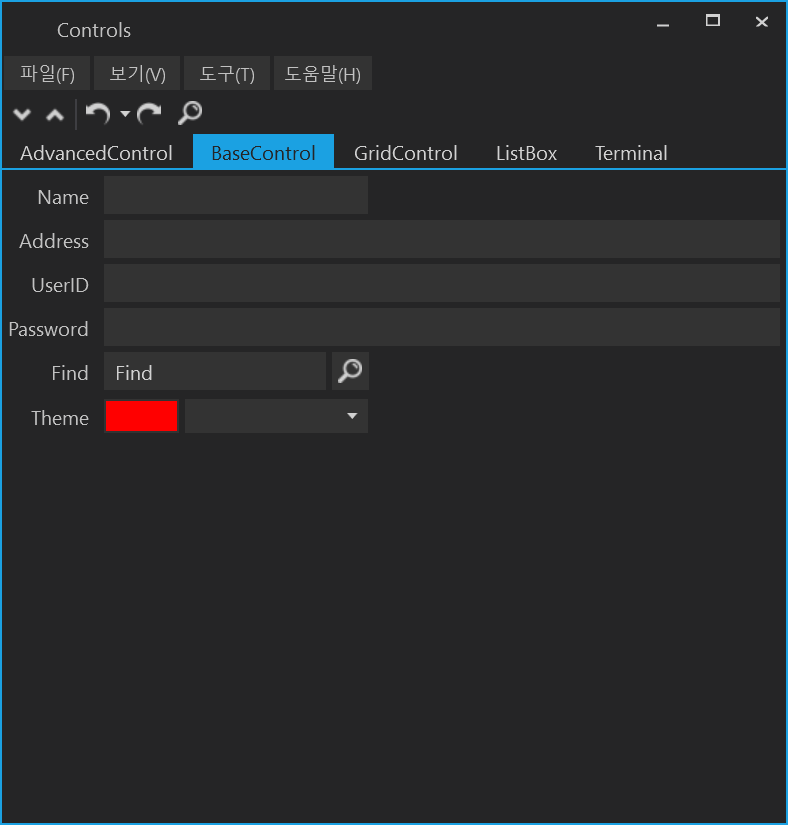 Controls
파일(F) 보기(V) 도구(T) 도움말(H)
AdvancedControl BaseControl GridControl ListBox Terminal
Name
Address
UserID
Password
Find Find
Theme